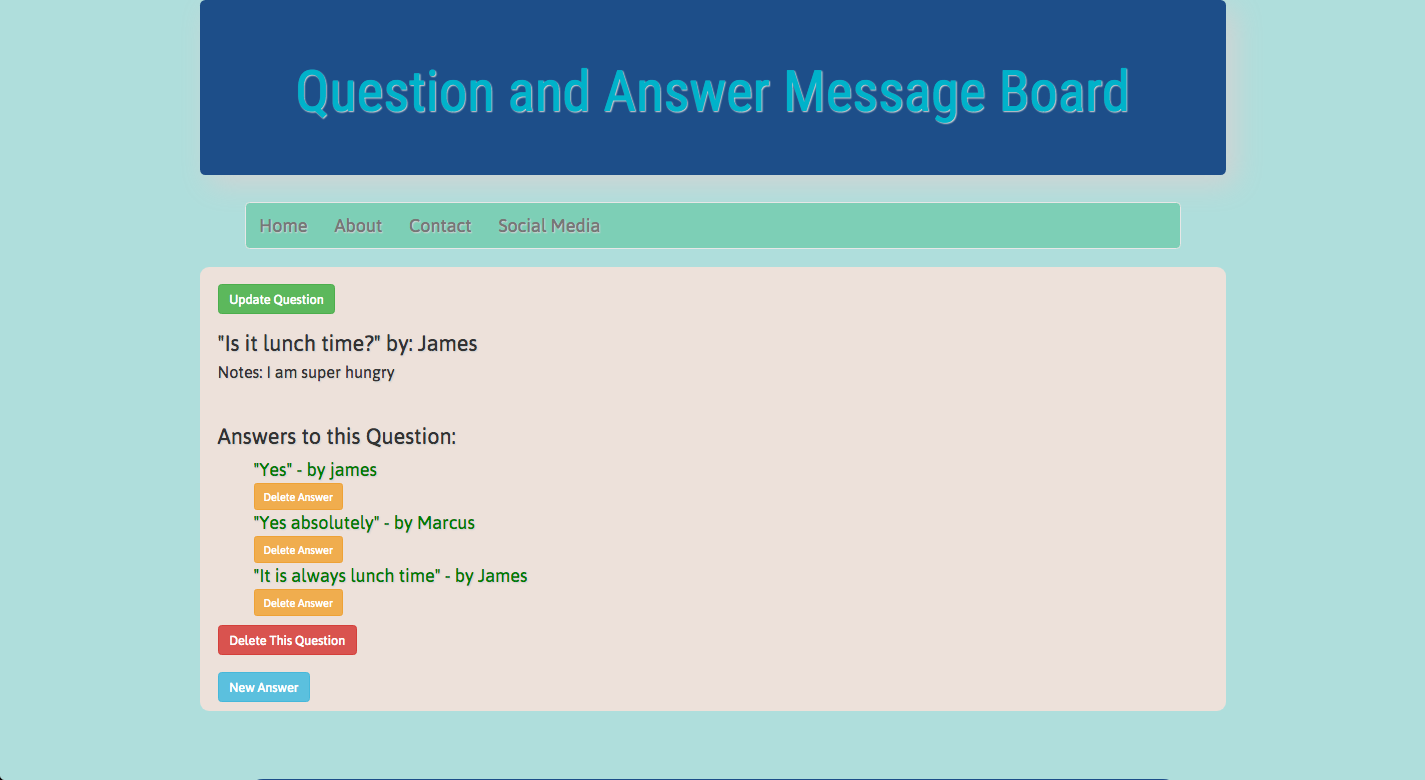 Question and Answer Message Board
Home About Contact Social Media
Update Question
"Is it lunch time?" by: James
Notes: I am super hungry
Answers to this Question:
"Yes" - by james
Delete Answer
"Yes absolutely" - by Marcus
Delete Answer
"It is always lunch time" - by James
Delete Answer
Delete This Question
New Answer